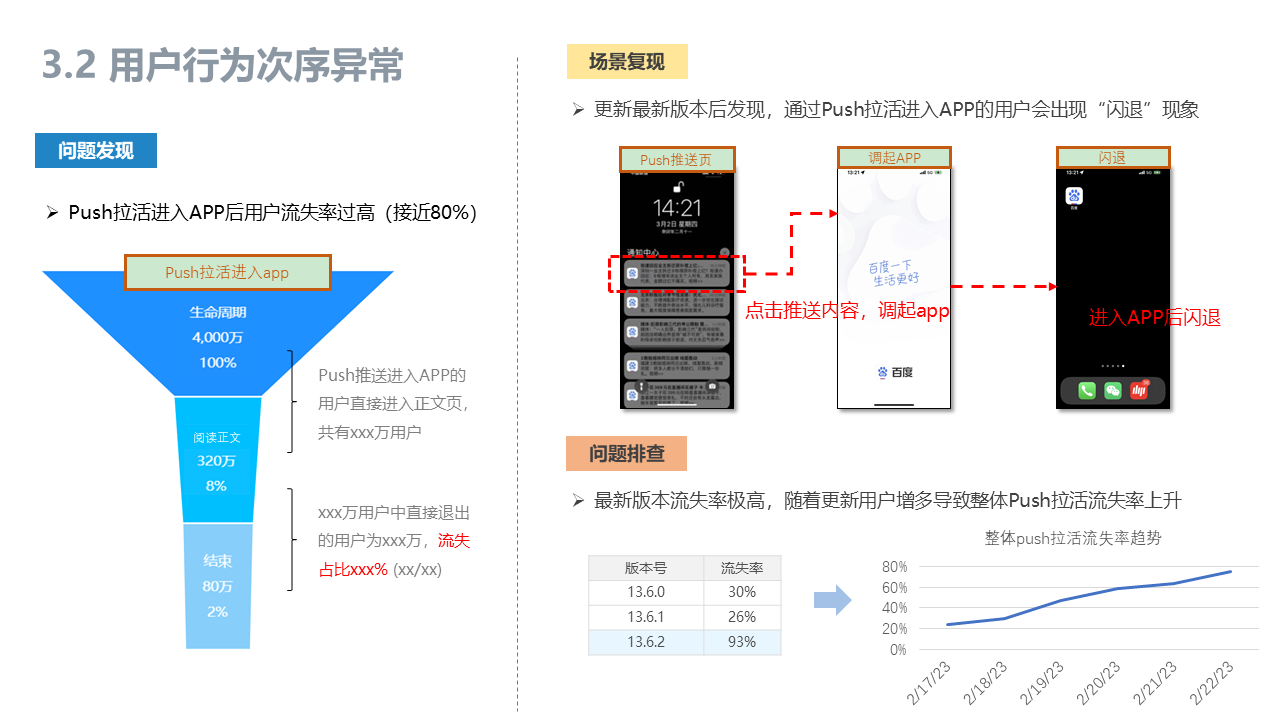 3.2 用户行为次序异常
问题发现
➢ Push拉活进入APP后用户流失率过高（接近80%）
Push拉活进入app
生命周期
4,000万
100%
Push推送进入APP的
用户直接进入正文页，
共有xxx万用户
阅读正文
320万
8%
xxx万用户中直接退出
的用户为xxx万，流失
占比xxx% (xx/xx)
结束
80万
2%
场景复现
➢ 更新最新版本后发现，通过Push拉活进入APP的用户会出现“闪退”现象
Push推送页
调起APP
闪退
14:21
3月2日 星期四
通知中心
13:21
5G
百度一下
生活更好
百度
13:21
5G
百度
点击推送内容，调起app
进入APP后闪退
问题排查
➢ 最新版本流失率极高，随着更新用户增多导致整体Push拉活流失率上升
版本号 流失率
13.6.0 30%
13.6.1 26%
13.6.2 93%
整体push拉活流失率趋势
80%
60%
40%
20%
0%
2/17/23 2/18/23 2/19/23 2/20/23 2/21/23 2/22/23